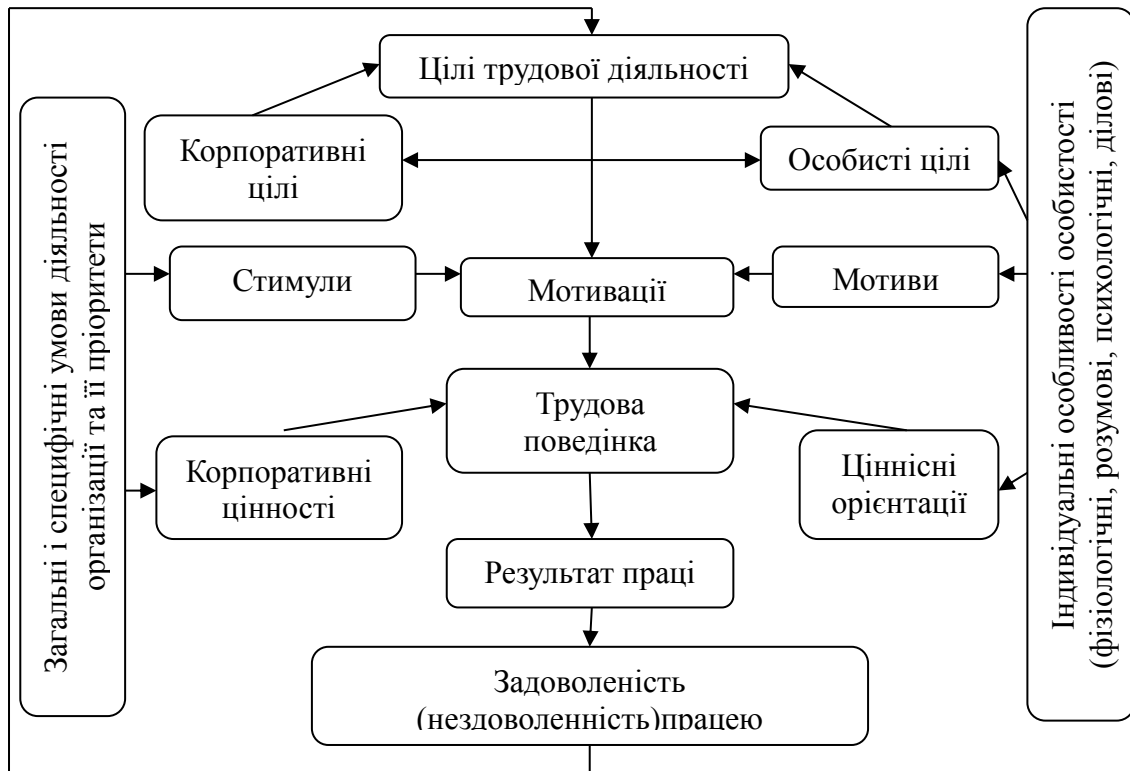 Цілі трудової діяльності
Корпоративні
цілі
Особисті цілі
Загальні і специфічні умови діяльності
організації та її пріоритети
Індивідуальні особливості особистості
(фізіологічні, розумові, психологічні, ділові)
Стимули
Мотивації
Мотиви
Трудова
поведінка
Корпоративні
цінності
Ціннісні
орієнтації
Результат праці
Задоволеність
(нездоволенність)працею